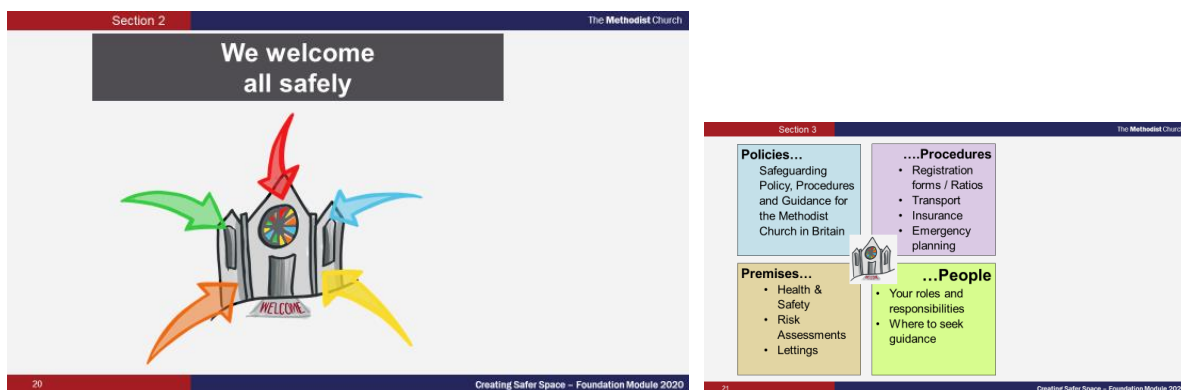 Section 2
The Methodist Church
We welcome
all safely
WELCOME
20
Creating Safer Space – Foundation Module 2020
Section 3
The Methodist Churc
Policies...
Safeguarding
Policy, Procedures
and Guidance for
the Methodist
Church in Britain
....Procedures
• Registration
forms / Ratios
• Transport
• Insurance
• Emergency
planning
Premises...
• Health &
Safety
• Risk
Assessments
• Lettings
...People
• Your roles and
responsibilities
• Where to seek
guidance
21
Creating Safer Space – Foundation Module 202